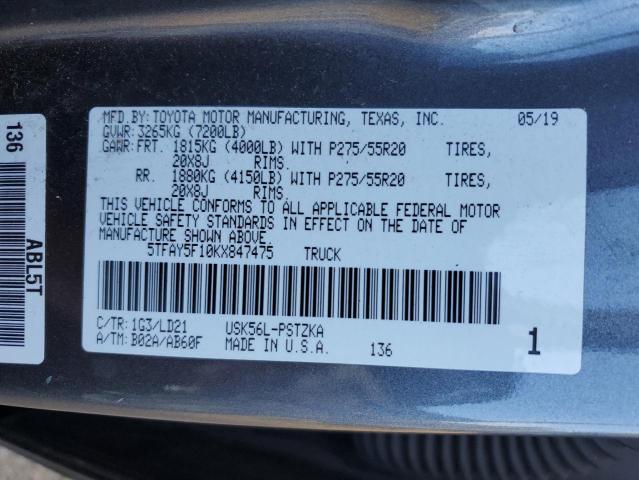 MFD.BY:TOYOTA MOTOR MANUFACTURING, TEXAS, INC. 05/19
GVWR:3265KG (7200LB)
GAWR:FRT. 1815KG (4000LB) WITH P275/55R20 TIRES,
20X8J RIMS.
RR. 1880KG (4150LB) WITH P275/55R20 TIRES,
20X8J RIMS.
THIS VEHICLE CONFORMS TO ALL APPLICABLE FEDERAL MOTOR
VEHICLE SAFETY STANDARDS IN EFFECT ON THE DATE OF
MANUFACTURE SHOWN ABOVE.
5TFAY5F10KX847475 TRUCK
C/TR:1G3/LD21 USK56L-PSTZKA
A/TM:B02A/AB60F MADE IN U.S.A. 136 1
136
ABL5T